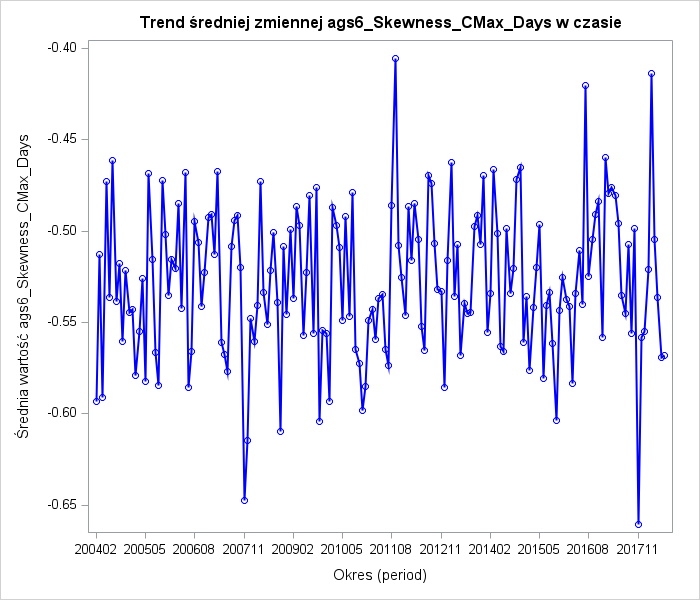 Trend średniej zmiennej ags6_Skewness_CMax_Days w czasie
Średnia wartość ags6_Skewness_CMax_Days
-0.40
-0.45
-0.50
-0.55
-0.60
-0.65
200402 200505 200608 200711 200902 201005 201108 201211 201402 201505 201608 201711
Okres (period)